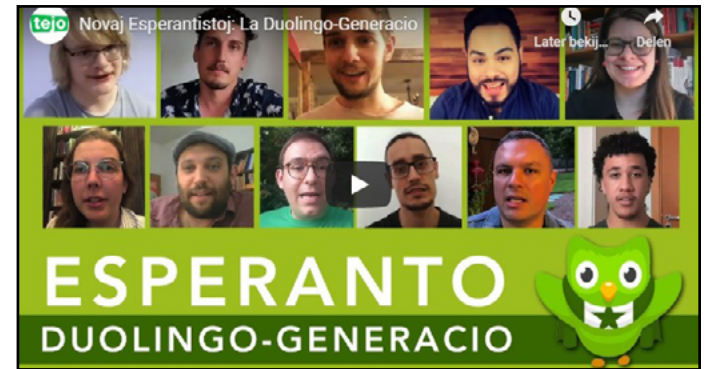 tejo Novaj Esperantistoj: La Duolingo-Generacio
Later bekij... Delen
ESPERANTO
DUOLINGO-GENERACIO